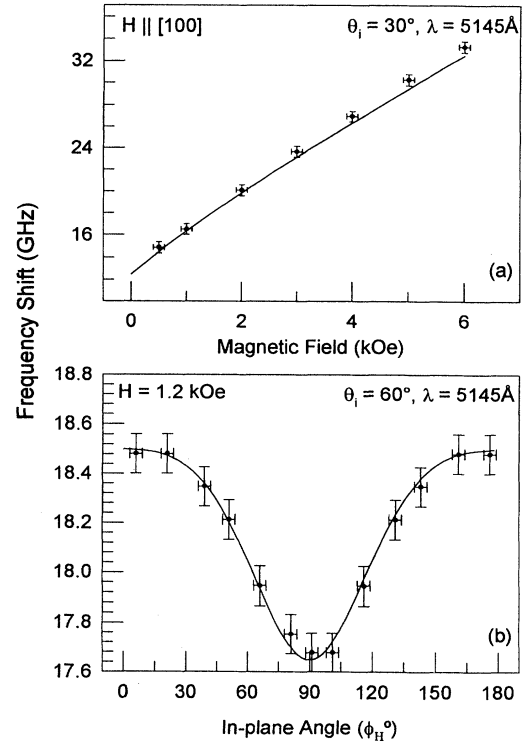 H || [100]
θi = 30°, λ = 5145Å
32
24
16
(a)
0 2 4 6
Magnetic Field (kOe)
Frequency Shift (GHz)
18.8
H = 1.2 kOe
θi = 60°, λ = 5145Å
18.6
18.4
18.2
18.0
17.8
17.6
(b)
0 30 60 90 120 150 180
In-plane Angle (ϕH°)